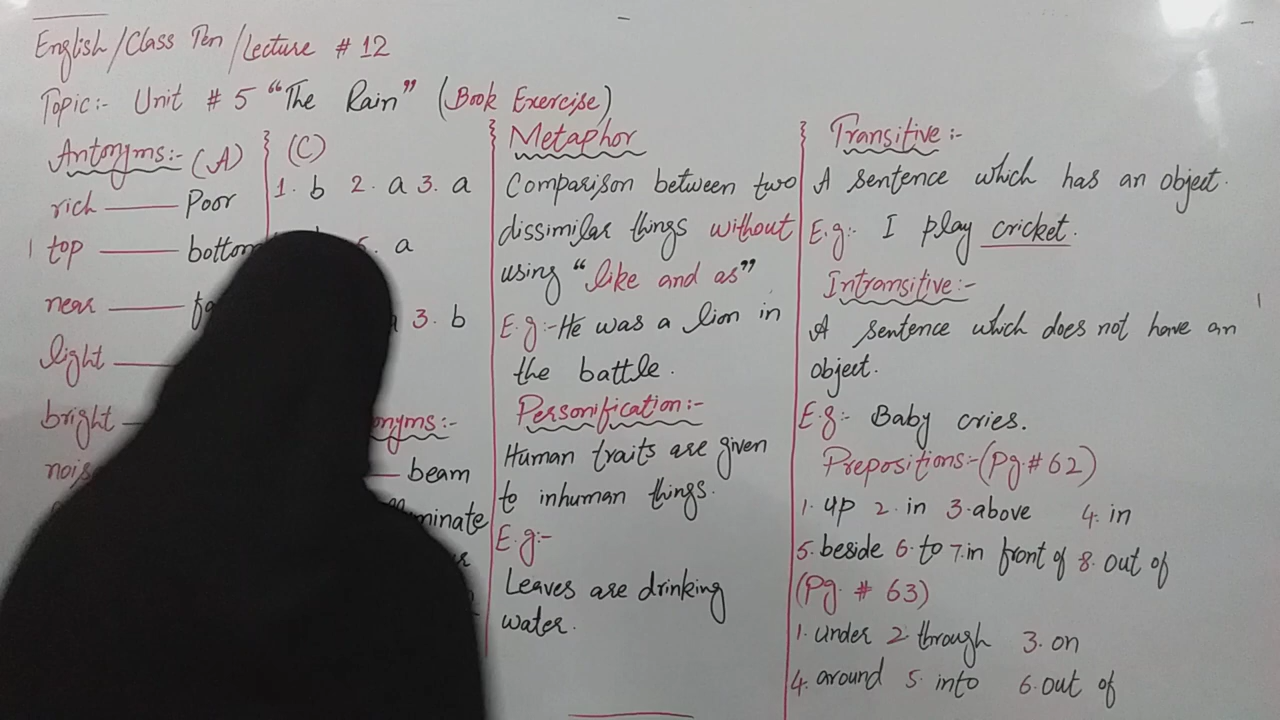 English/Class Ten/Lecture # 12
Topic:- Unit # 5 “The Rain” (Book Exercise)
Antonyms:- (A)
rich —— Poor
top —— bottom
near ——
light ——
bright —
(C)
1. b 2. a 3. a
a
3. b
beam
Metaphor
Comparison between two
dissimilar things without
using “like and as”
E.g:- He was a lion in
the battle.
Personification:-
Human traits are given
to inhuman things.
E.g:-
Leaves are drinking
water.
Transitive:-
A sentence which has an object.
E.g:- I play cricket.
Intransitive:-
A sentence which does not have an
object.
E.g:- Baby cries.
Prepositions:- (Pg. # 62)
1. up 2. in 3. above 4. in
5. beside 6. to 7. in front of 8. out of
(Pg. # 63)
1. under 2. through 3. on
4. around 5. into 6. out of